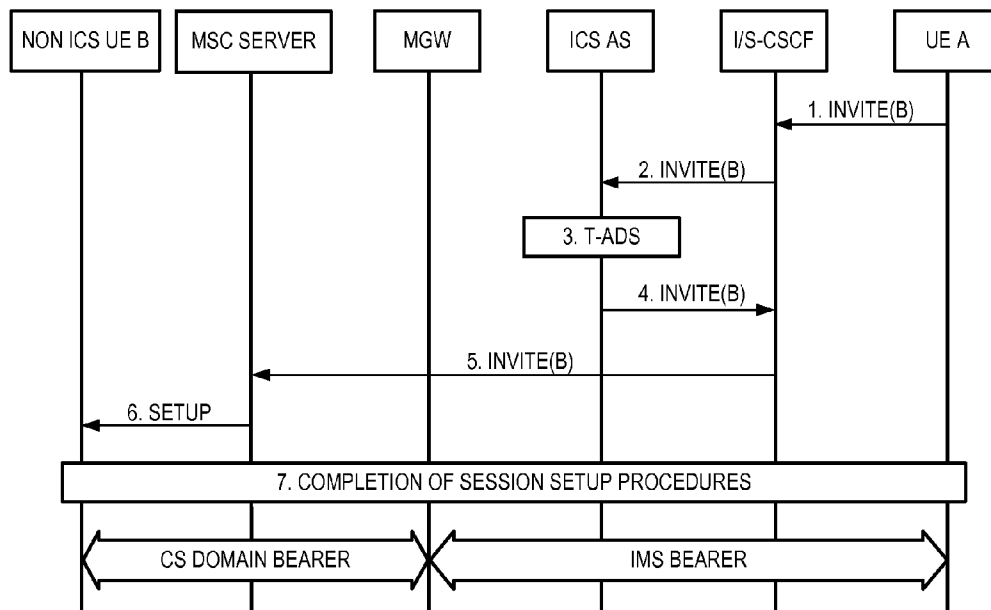 NON ICS UE B
MSC SERVER
MGW
ICS AS
I/S-CSCF
UE A
1. INVITE(B)
2. INVITE(B)
3. T-ADS
4. INVITE(B)
5. INVITE(B)
6. SETUP
7. COMPLETION OF SESSION SETUP PROCEDURES
CS DOMAIN BEARER
IMS BEARER